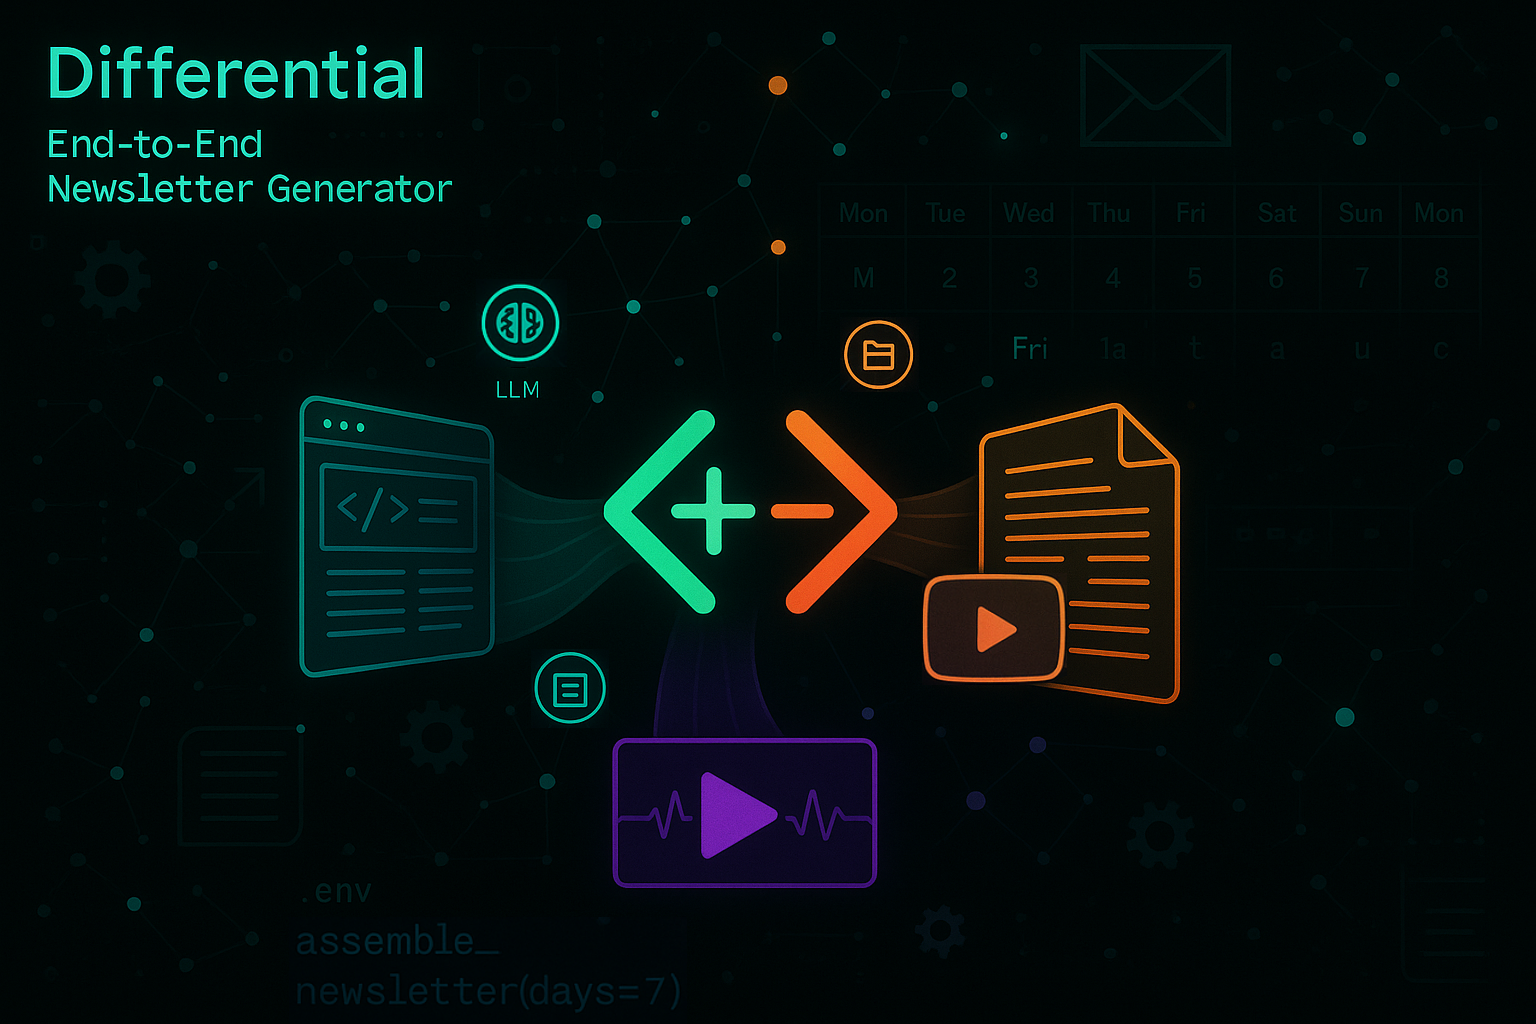 Differential
End-to-End
Newsletter Generator
Mon Tue Wed Thu Fri Sat Sun Mon
M 2 3 4 5 6 7 8
Fri 1a t a u c
LLM
</>
.env
assemble_
newsletter(days=7)